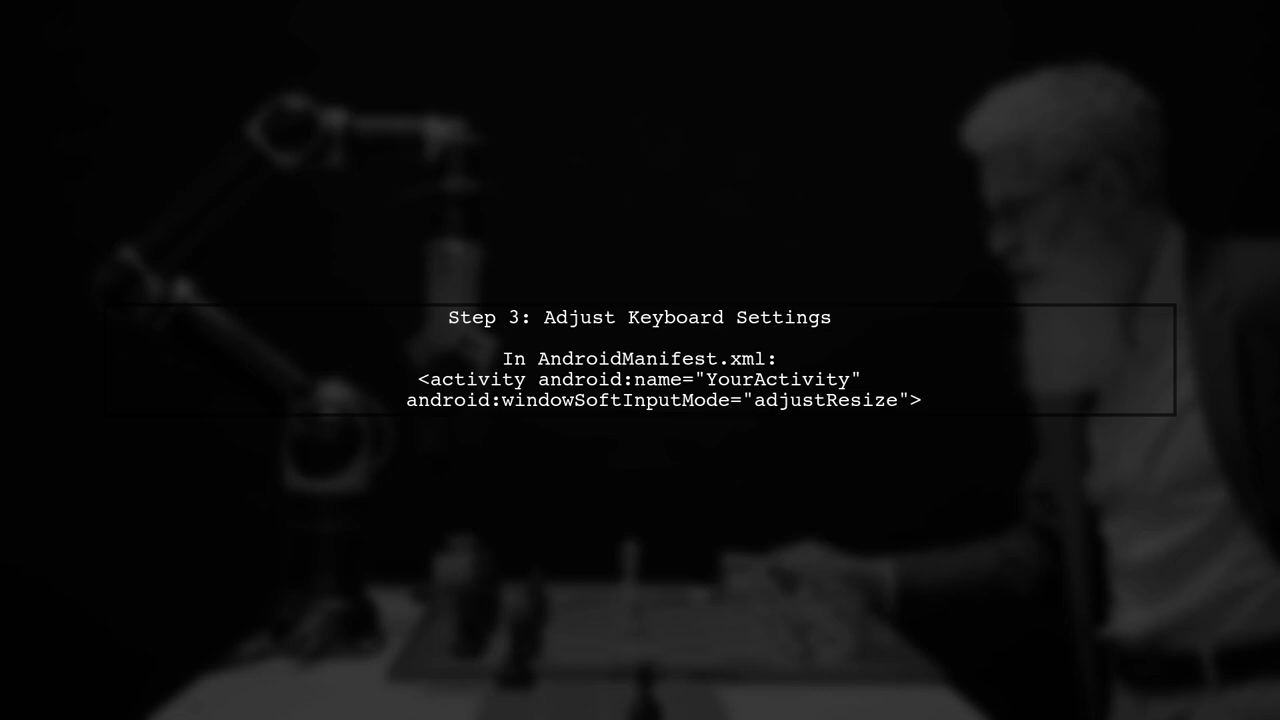 Step 3: Adjust Keyboard Settings
In AndroidManifest.xml:
<activity android:name="YourActivity"
android:windowSoftInputMode="adjustResize">